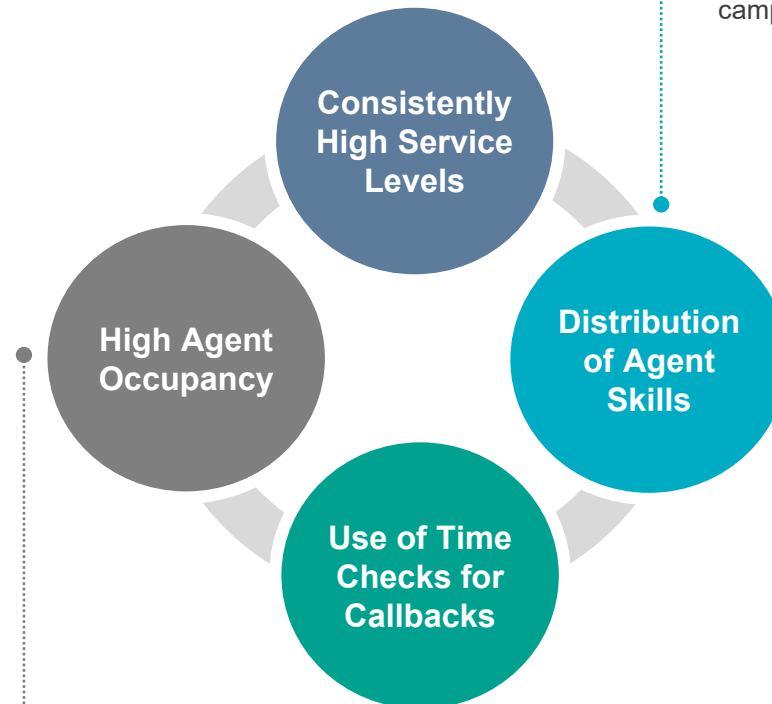 Consistently
High Service
Levels
Distribution
of Agent
Skills
High Agent
Occupancy
Use of Time
Checks for
Callbacks